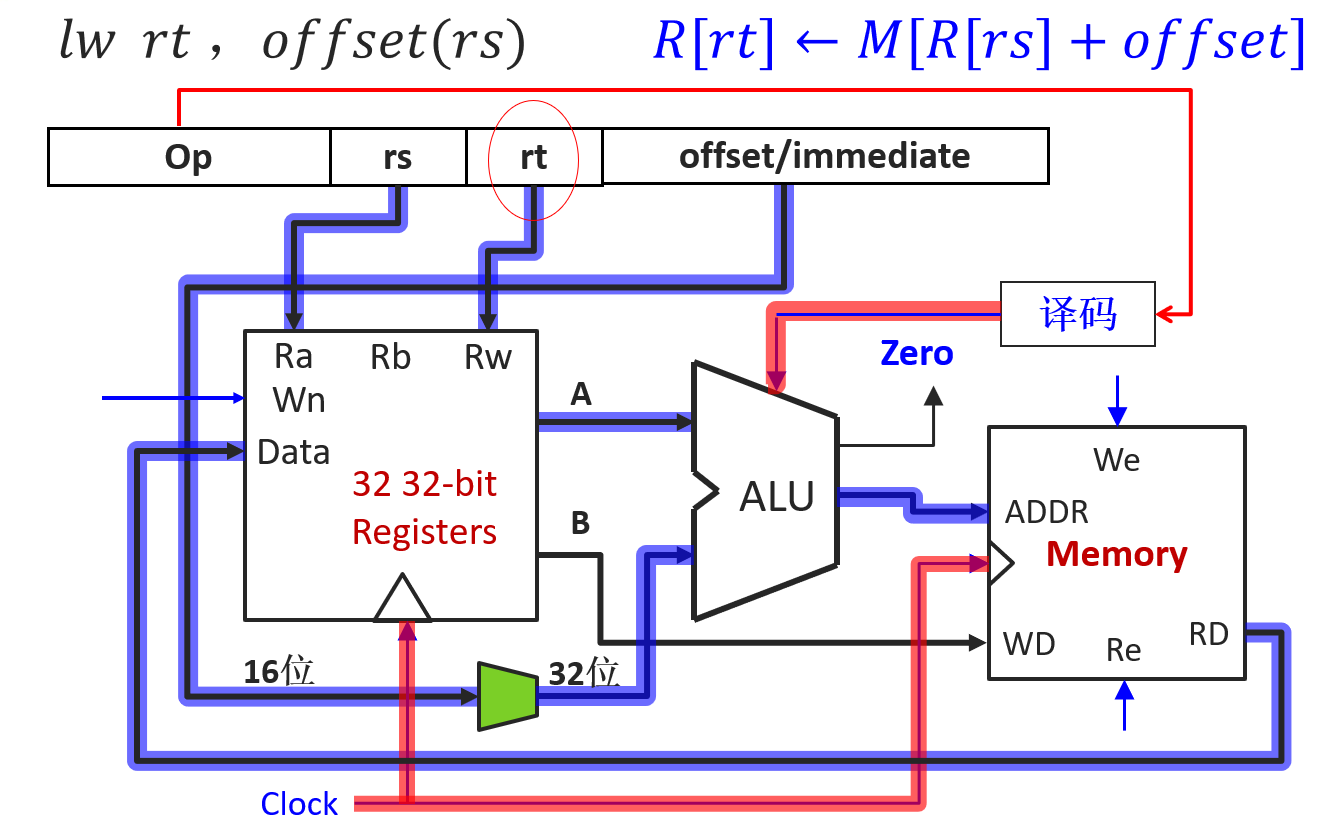 lw rt , offset(rs)
R[rt] ← M[R[rs] + offset]
Op rs rt offset/immediate
译码
Zero
Ra Rb Rw
Wn
Data
32 32-bit
Registers
A
B
ALU
We
ADDR
Memory
WD
Re
RD
16位
32位
Clock